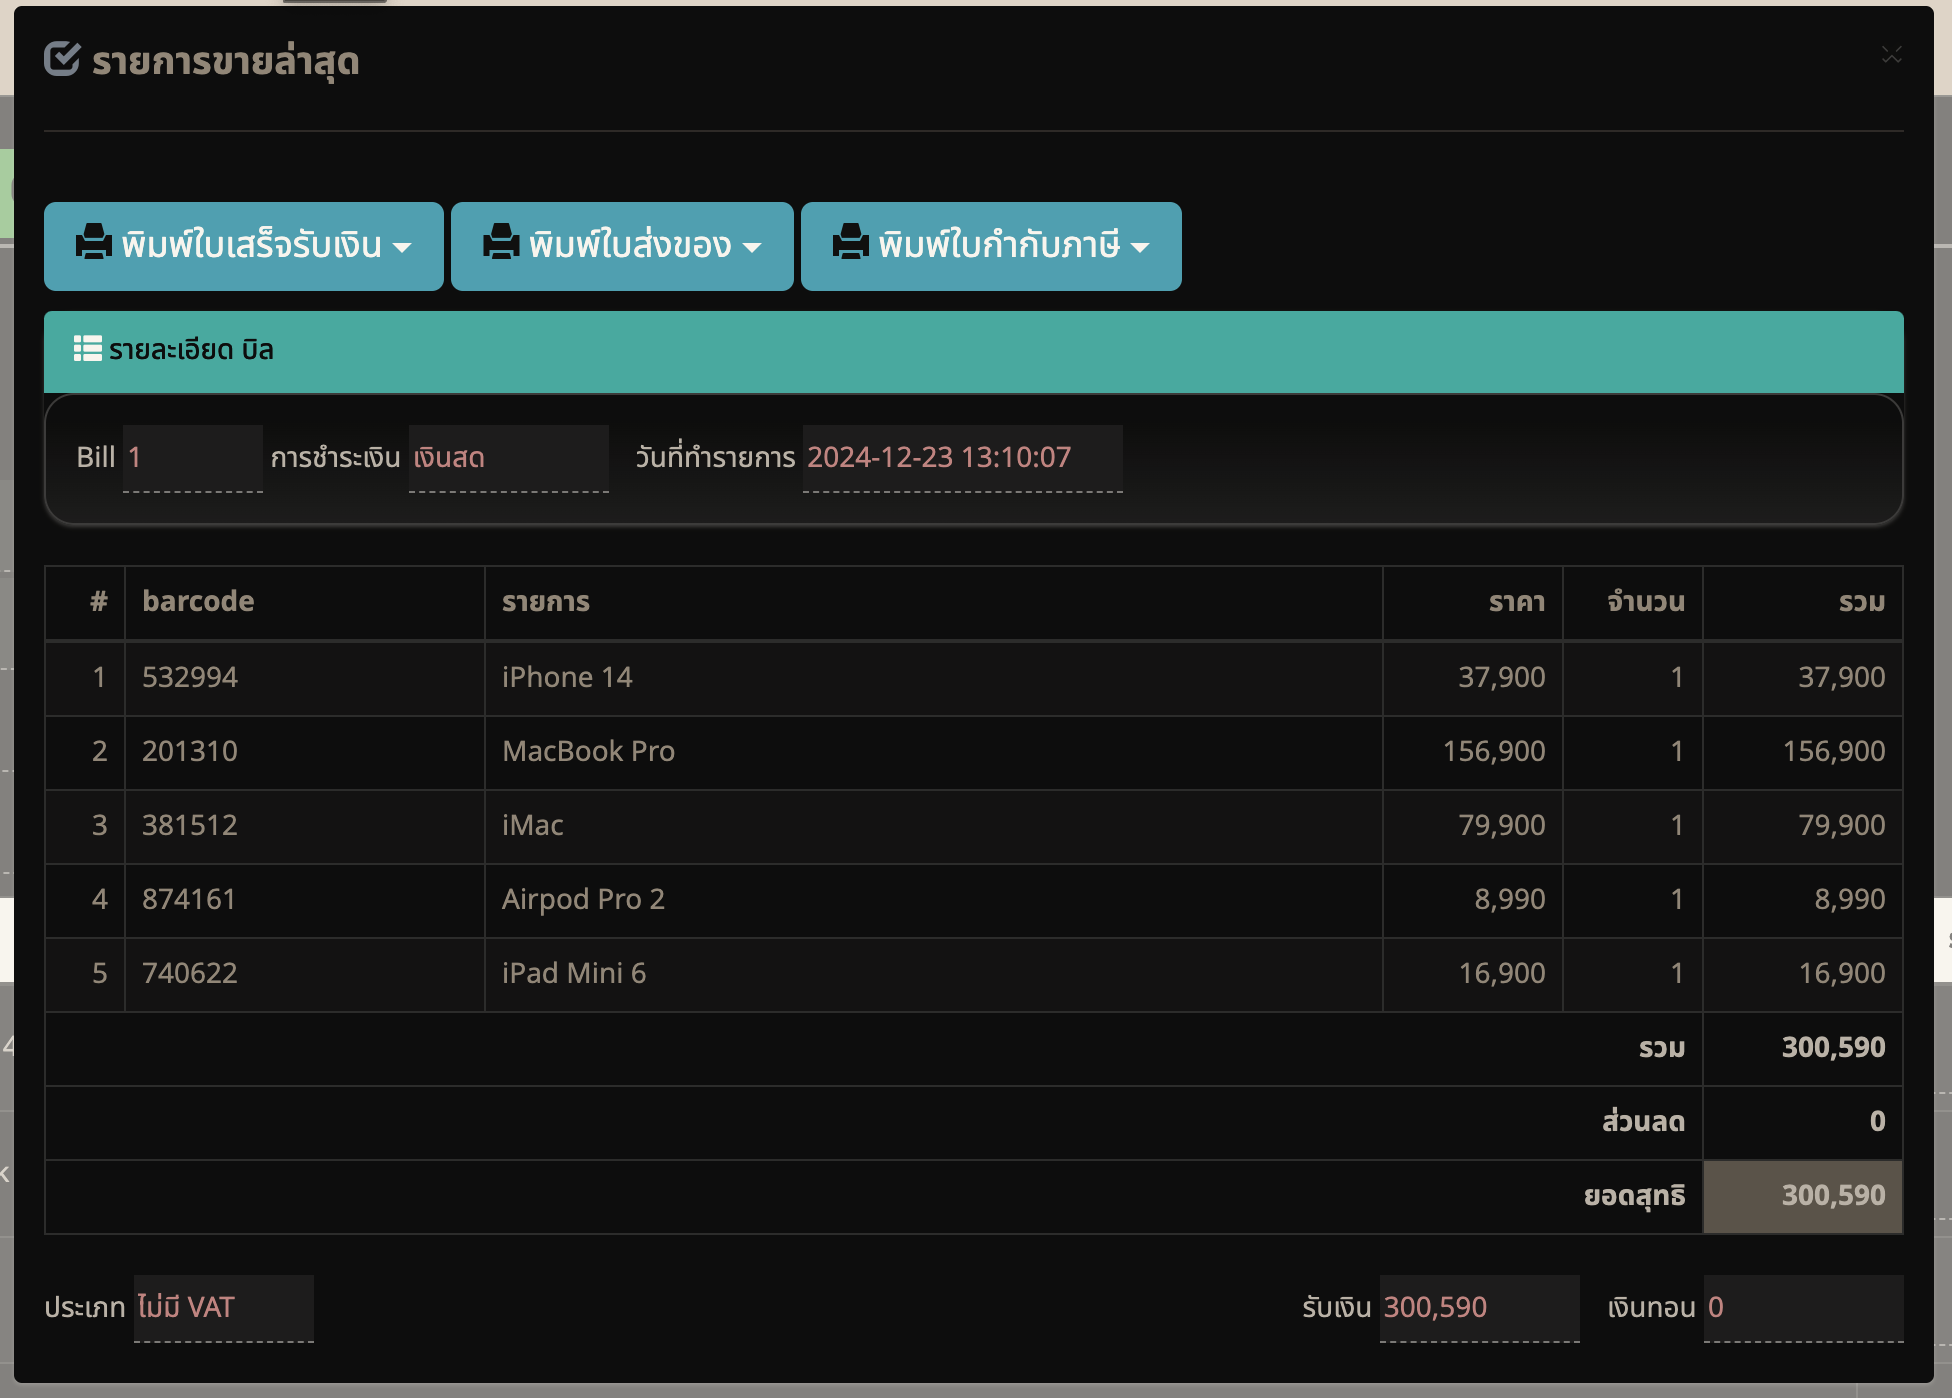 รายการขายล่าสุด
พิมพ์ใบเสร็จรับเงิน พิมพ์ใบส่งของ พิมพ์ใบกำกับภาษี
รายละเอียด บิล
Bill 1 การชำระเงิน เงินสด วันที่ทำรายการ 2024-12-23 13:10:07
# barcode รายการ ราคา จำนวน รวม
1 532994 iPhone 14 37,900 1 37,900
2 201310 MacBook Pro 156,900 1 156,900
3 381512 iMac 79,900 1 79,900
4 874161 Airpod Pro 2 8,990 1 8,990
5 740622 iPad Mini 6 16,900 1 16,900
รวม 300,590
ส่วนลด 0
ยอดสุทธิ 300,590
ประเภท ไม่มี VAT รับเงิน 300,590 เงินทอน 0